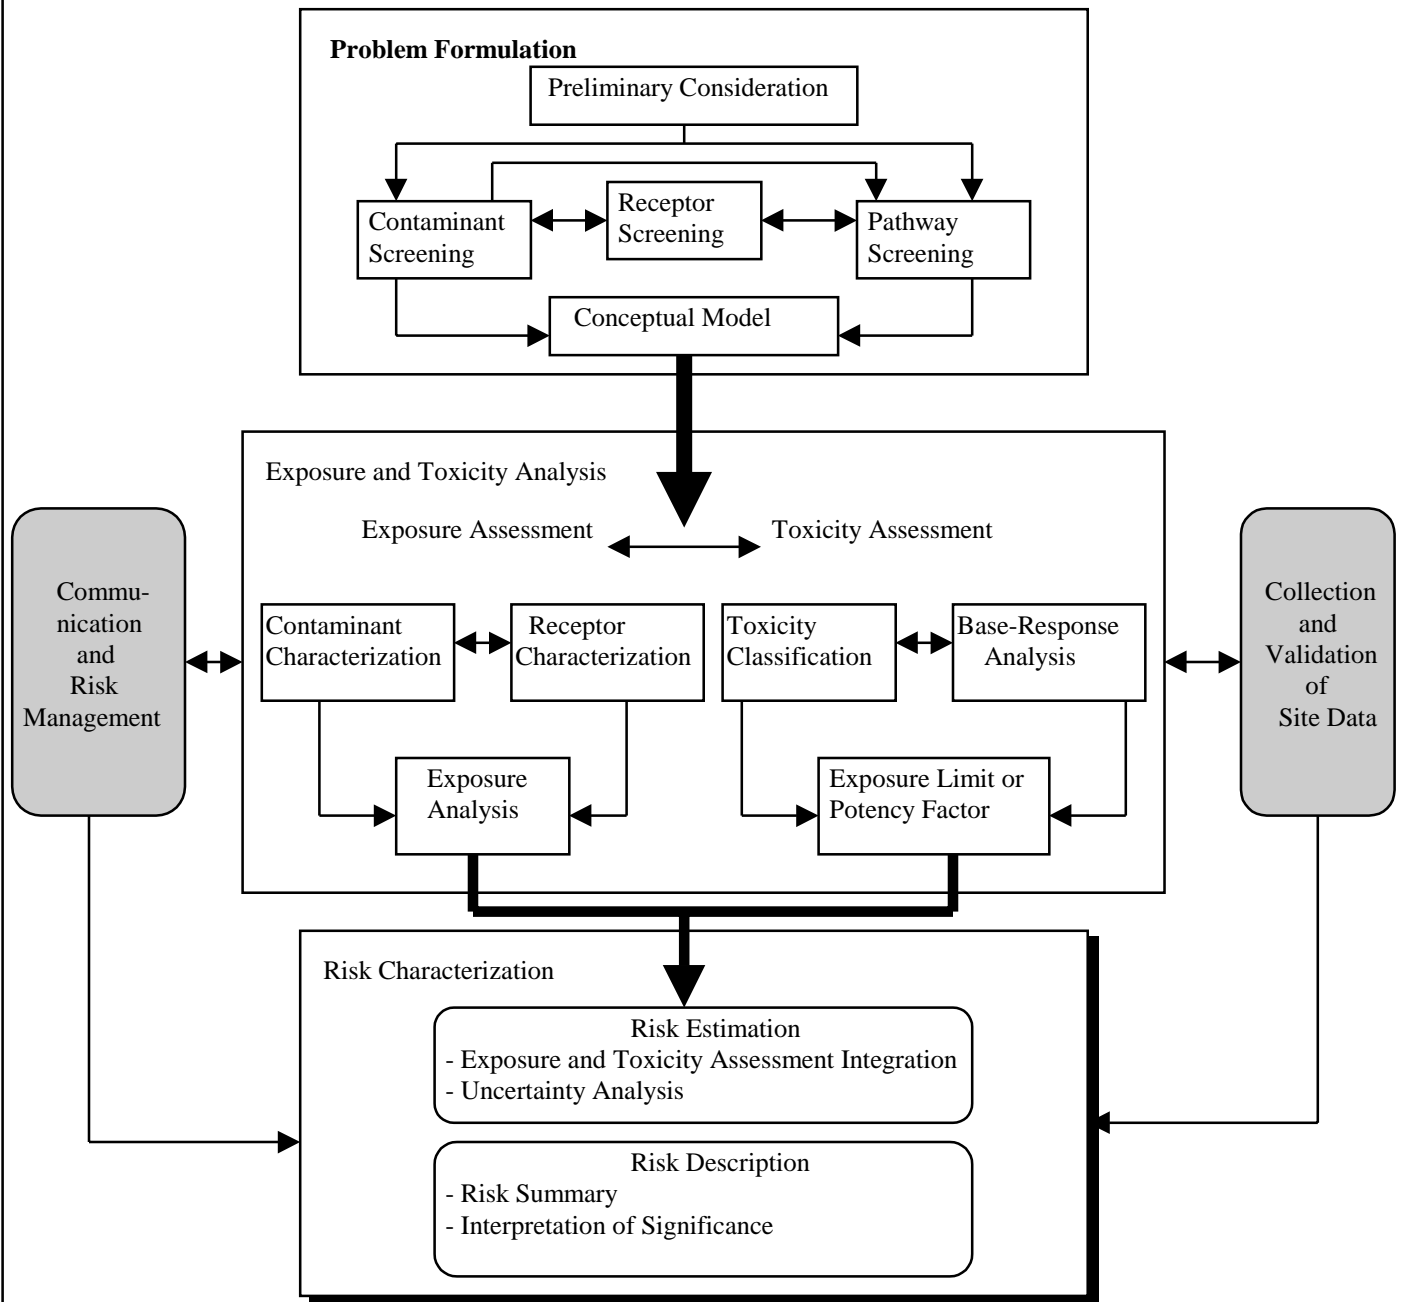 Problem Formulation
Preliminary Consideration
Contaminant
Screening
Receptor
Screening
Pathway
Screening
Conceptual Model
Exposure and Toxicity Analysis
Exposure Assessment
Toxicity Assessment
Commu-
nication
and
Risk
Management
Contaminant
Characterization
Receptor
Characterization
Toxicity
Classification
Base-Response
Analysis
Collection
and
Validation
of
Site Data
Exposure
Analysis
Exposure Limit or
Potency Factor
Risk Characterization
Risk Estimation
- Exposure and Toxicity Assessment Integration
- Uncertainty Analysis
Risk Description
- Risk Summary
- Interpretation of Significance